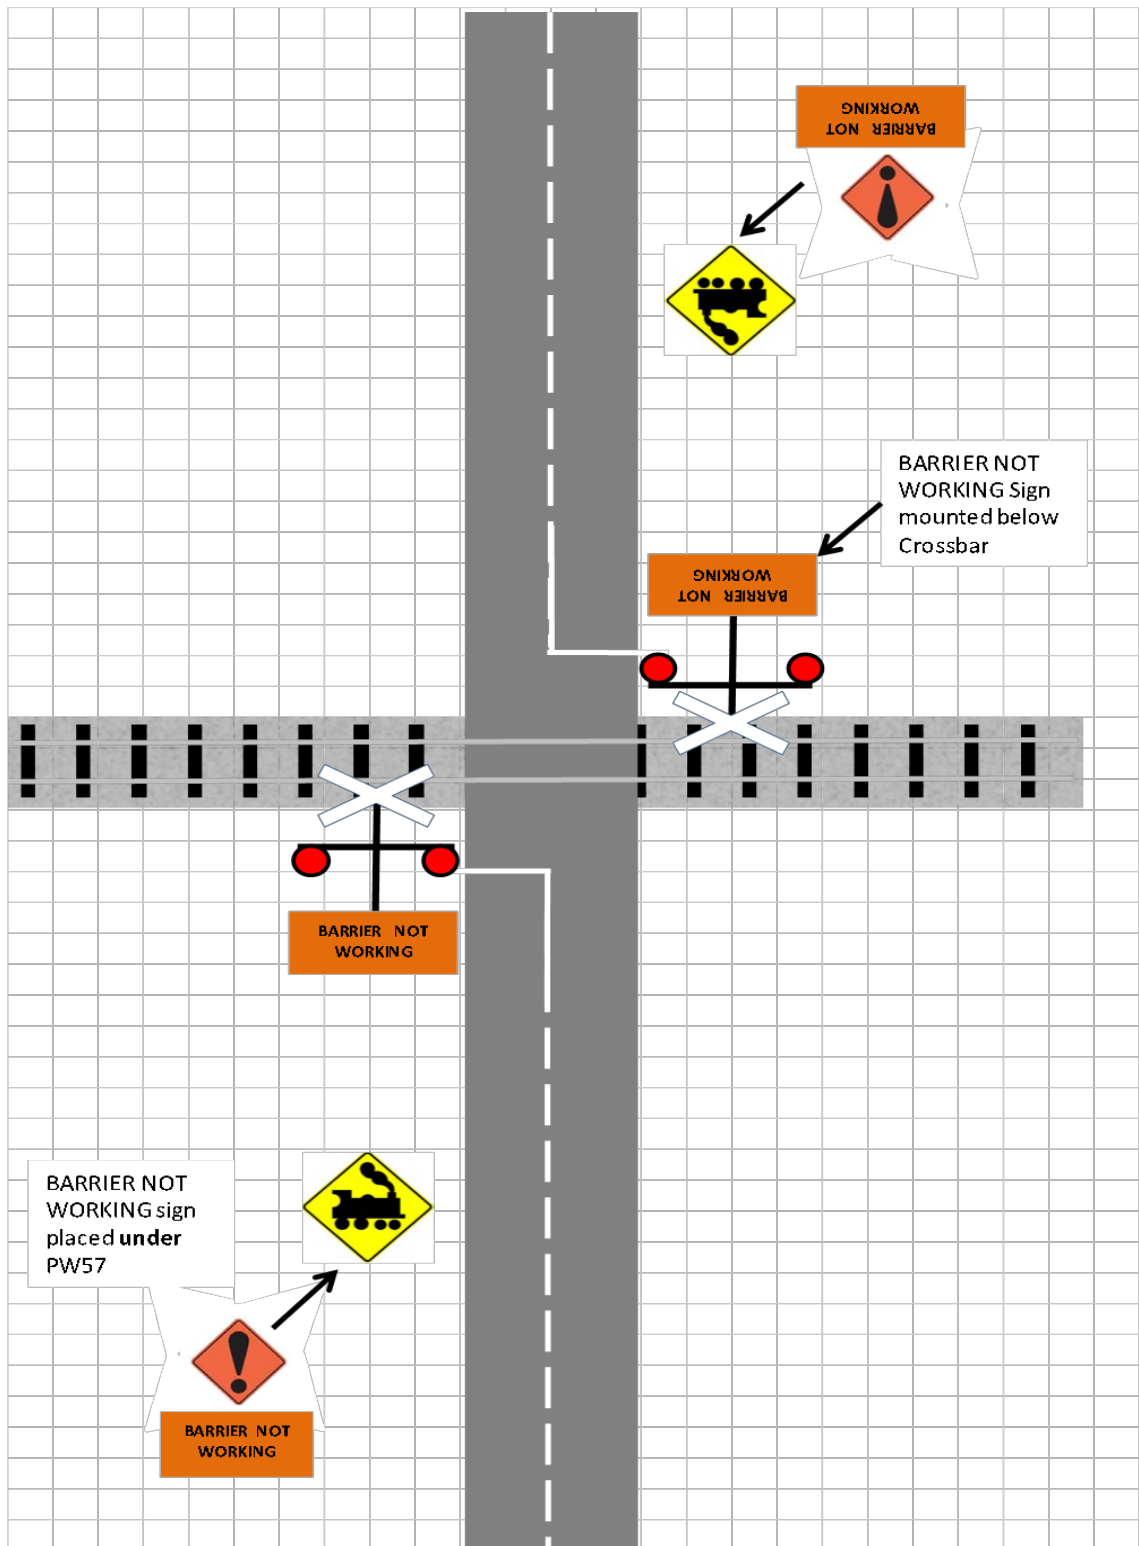 BARRIER NOT
WORKING
BARRIER NOT
WORKING Sign
mounted below
Crossbar
BARRIER NOT
WORKING
BARRIER NOT
WORKING
BARRIER NOT
WORKING sign
placed under
PW57
BARRIER NOT
WORKING